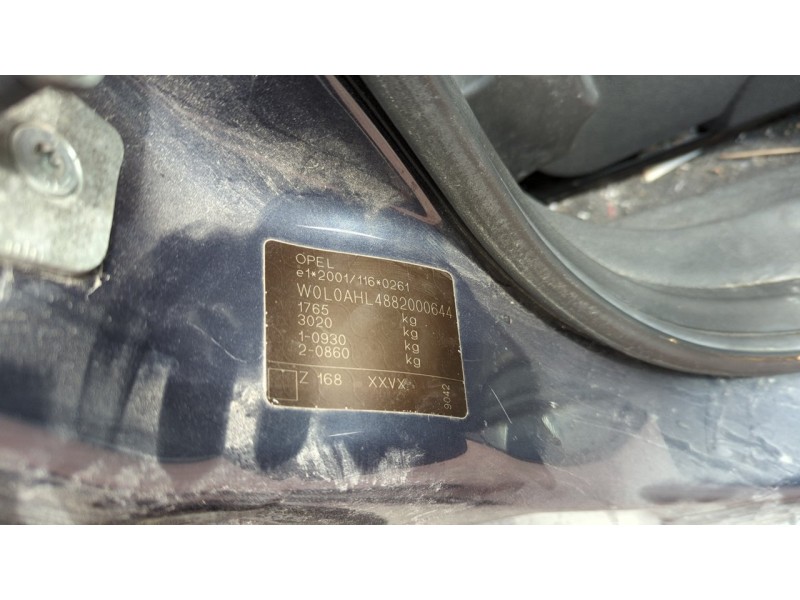 OPEL
e1*2001/116*0261
W0L0AHL4882000644
1765 kg
3020 kg
1-0930 kg
2-0860 kg
Z 168 XXVX
9042